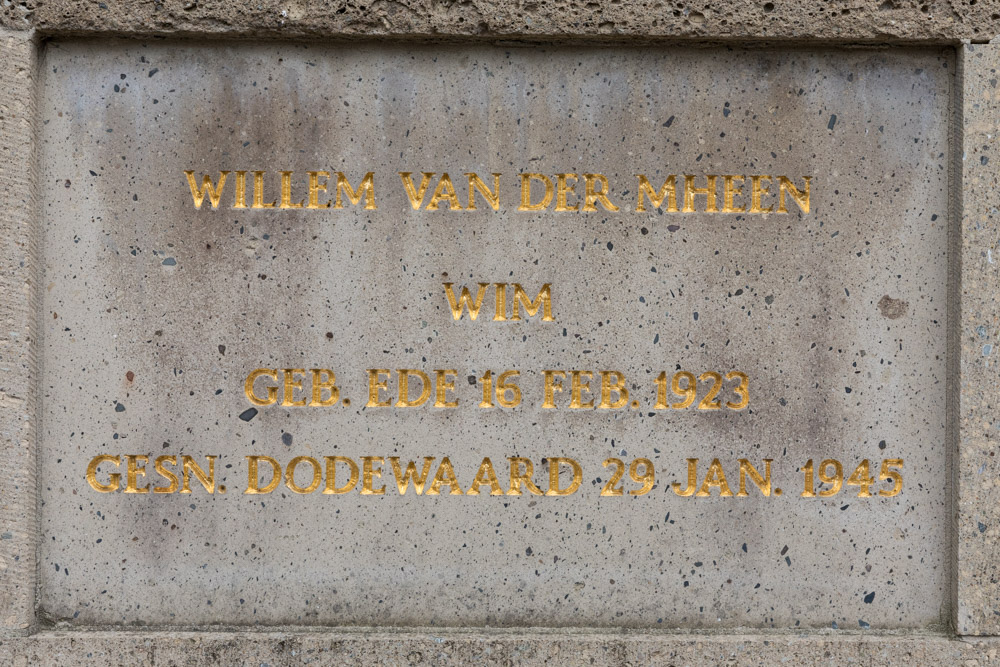 WILLEM VAN DER MHEEN
WIM
GEB. EDE 16 FEB. 1923
GESN. DODEWAARD 29 JAN. 1945